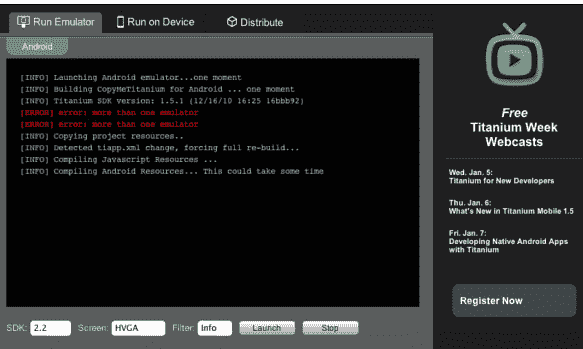 Run Emulator
Run on Device
Distribute
Android
[INFO] Launching Android emulator...one moment
[INFO] Building CopyMeTitanium for Android ... one moment
[INFO] Titanium SDK version: 1.5.1 (12/16/10 16:25 16bbb92)
[ERROR] error: more than one emulator
[ERROR] error: more than one emulator
[INFO] Copying project resources..
[INFO] Detected tiapp.xml change, forcing full re-build...
[INFO] Compiling Javascript Resources ...
[INFO] Compiling Android Resources... This could take some time
SDK: 2.2 Screen: HVGA Filter: Info Launch Stop
Free
Titanium Week
Webcasts
Wed. Jan. 5:
Titanium for New Developers
Thu. Jan. 6:
What's New in Titanium Mobile 1.5
Fri. Jan. 7:
Developing Native Android Apps
with Titanium
Register Now